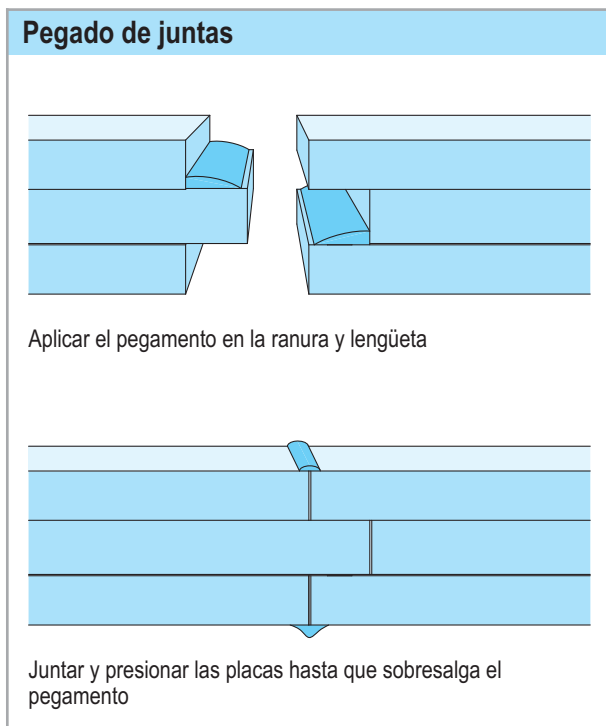 Pegado de juntas
Aplicar el pegamento en la ranura y lengüeta
Juntar y presionar las placas hasta que sobresalga el
pegamento